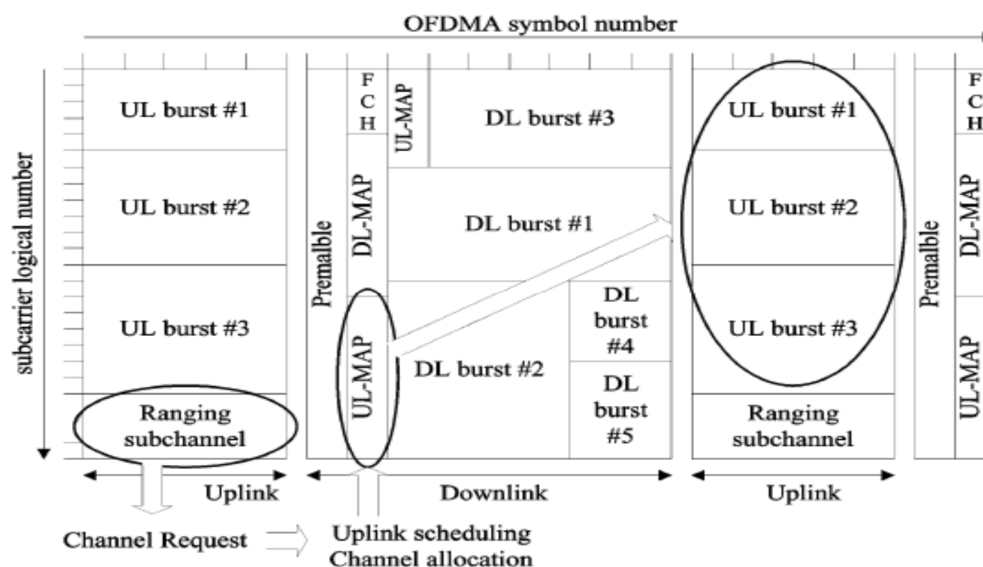 OFDMA symbol number
subcarrier logical number
UL burst #1
UL burst #2
UL burst #3
Ranging
subchannel
Premalble
F
C
H
DL-MAP
UL-MAP
UL-MAP
DL burst #3
DL burst #1
DL burst #2
DL
burst
#4
DL
burst
#5
UL burst #1
UL burst #2
UL burst #3
Ranging
subchannel
Premalble
F
C
H
DL-MAP
UL-MAP
Uplink
Downlink
Uplink
Channel Request
Uplink scheduling
Channel allocation